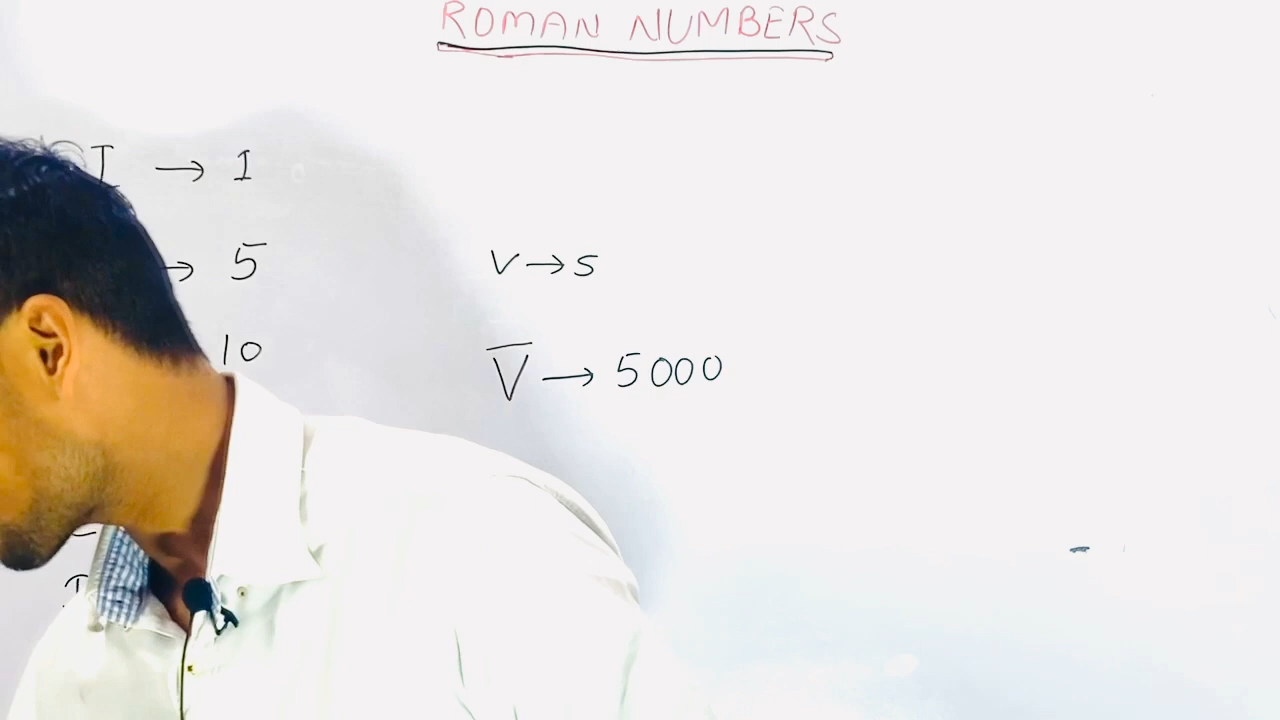 ROMAN NUMBERS
I → 1
→ 5
10
V → 5
V̅ → 5000